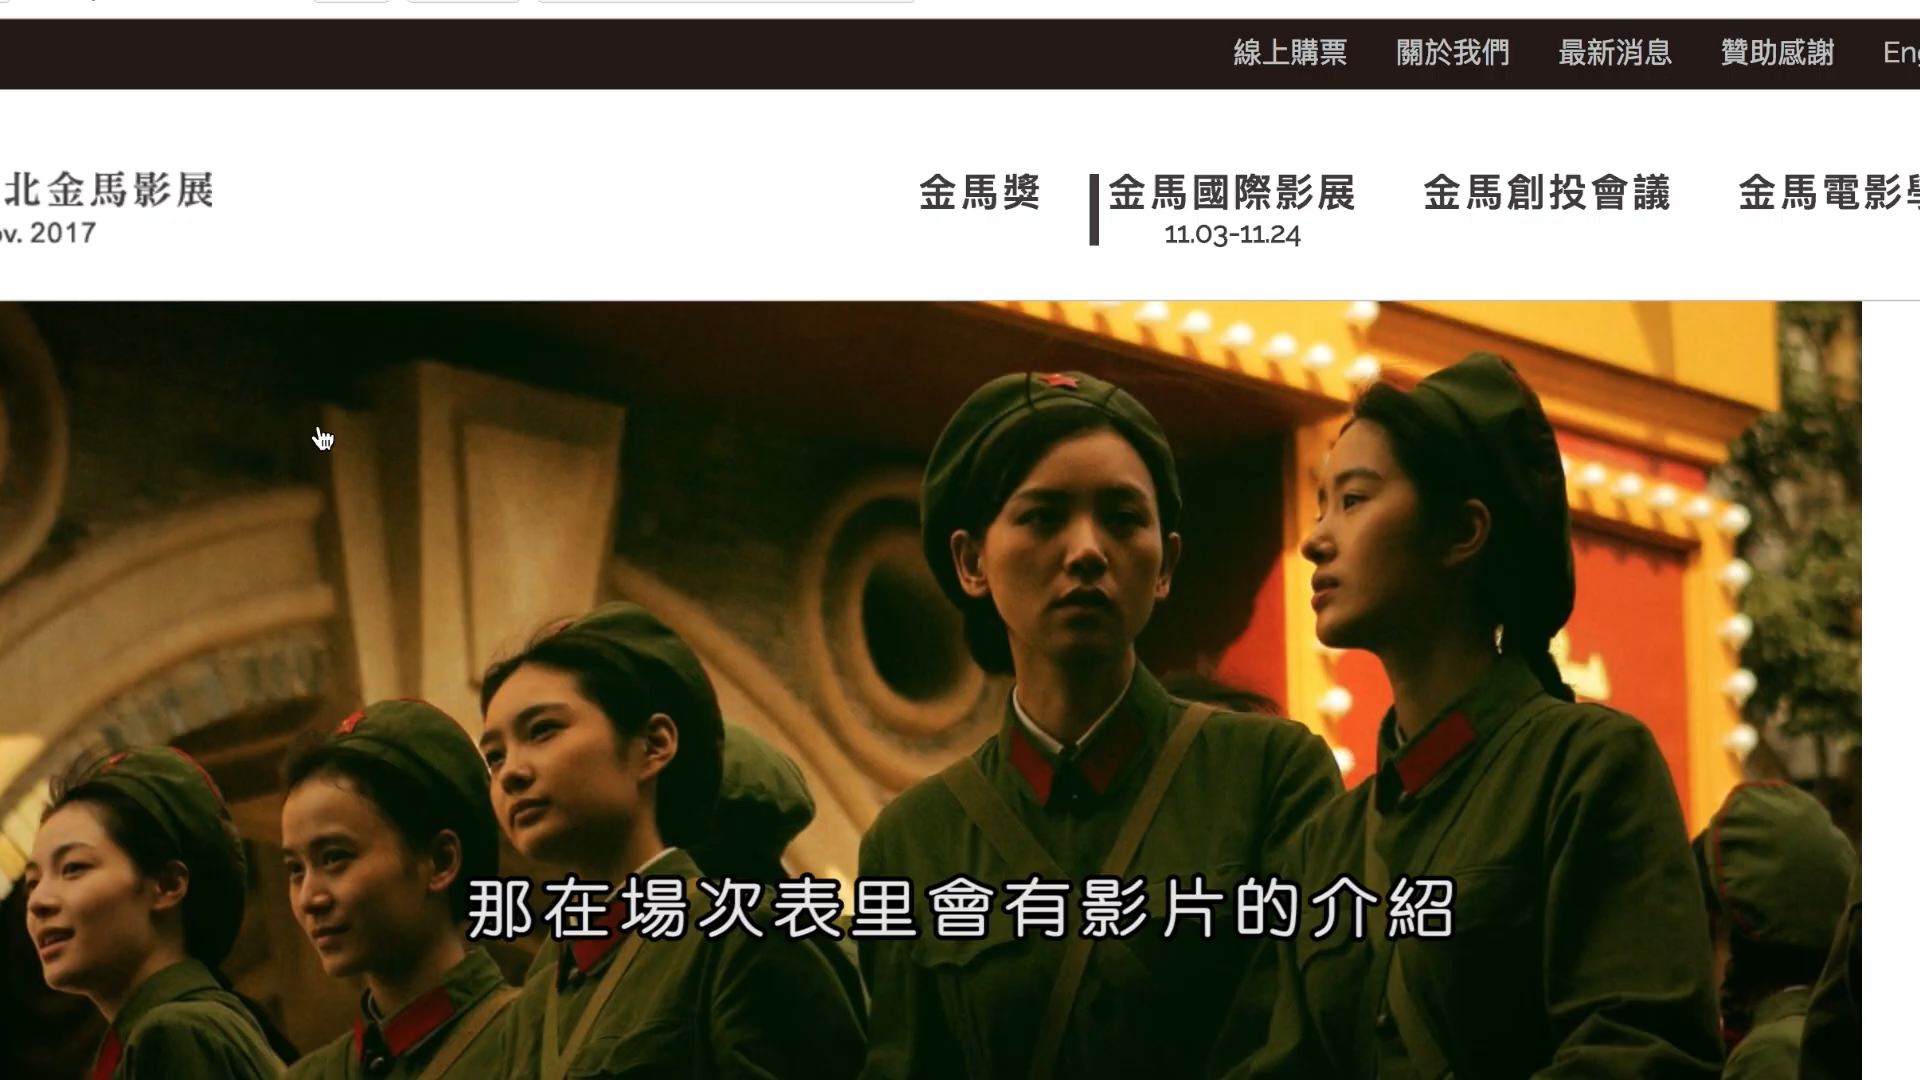 線上購票 關於我們 最新消息 贊助感謝 Eng
北金馬影展
ov. 2017
金馬獎 金馬國際影展 金馬創投會議 金馬電影學
11.03-11.24
那在場次表里會有影片的介紹